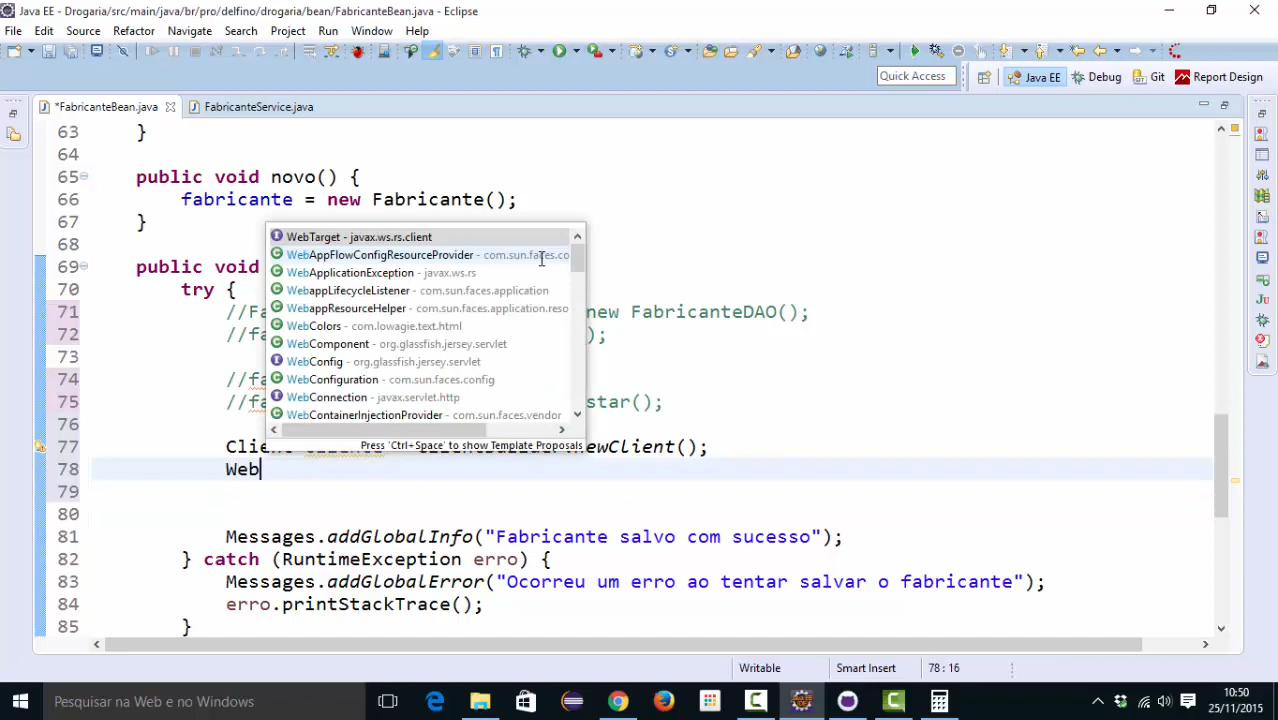 Java EE - Drogaria/src/main/java/br/pro/delfino/drogaria/bean/FabricanteBean.java - Eclipse
File Edit Source Refactor Navigate Search Project Run Window Help
Quick Access
Java EE Debug Git Report Design
*FabricanteBean.java FabricanteService.java
63 }
64
65 public void novo() {
66 fabricante = new Fabricante();
67 }
68
69 public void
70 try {
71 //Fa new FabricanteDAO();
72 //fa );
73
74 //fa
75 //fa star();
76
77 Client ewClient();
78 Web
79
80
81 Messages.addGlobalInfo("Fabricante salvo com sucesso");
82 } catch (RuntimeException erro) {
83 Messages.addGlobalError("Ocorreu um erro ao tentar salvar o fabricante");
84 erro.printStackTrace();
85 }
WebTarget - javax.ws.rs.client
WebAppFlowConfigResourceProvider - com.sun.faces.co
WebApplicationException - javax.ws.rs
WebappLifecycleListener - com.sun.faces.application
WebappResourceHelper - com.sun.faces.application.reso
WebColors - com.lowagie.text.html
WebComponent - org.glassfish.jersey.servlet
WebConfig - org.glassfish.jersey.servlet
WebConfiguration - com.sun.faces.config
WebConnection - javax.servlet.http
WebContainerInjectionProvider - com.sun.faces.vendor
Press 'Ctrl+Space' to show Template Proposals
Writable Smart Insert 78 : 16
Pesquisar na Web e no Windows
10:50
25/11/2015